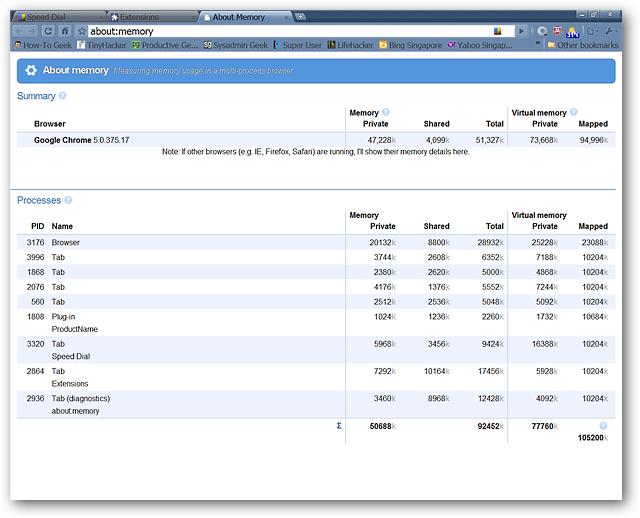 Speed Dial
Extensions
About Memory
about:memory
31K
How-To Geek TinyHacker Productive Ge... Sysadmin Geek Super User Lifehacker Bing Singapore Yahoo Singap... » Other bookmarks
About memory Measuring memory usage in a multi-process browser
Summary ?
Memory ? Virtual memory ?
Browser Private Shared Total Private Mapped
Google Chrome 5.0.375.17 47,228k 4,099k 51,327k 73,668k 94,996k
Note: If other browsers (e.g. IE, Firefox, Safari) are running, I'll show their memory details here.
Processes ?
Memory Virtual memory
PID Name Private Shared Total Private Mapped
3176 Browser 20132k 8800k 28932k 25228k 23088k
3996 Tab 3744k 2608k 6352k 7188k 10204k
1868 Tab 2380k 2620k 5000k 4868k 10204k
2076 Tab 4176k 1376k 5552k 7244k 10204k
560 Tab 2512k 2536k 5048k 5092k 10204k
1808 Plug-in 1024k 1236k 2260k 1732k 10684k
ProductName
3320 Tab 5968k 3456k 9424k 16388k 10204k
Speed Dial
2864 Tab 7292k 10164k 17456k 5928k 10204k
Extensions
2936 Tab (diagnostics) 3460k 8968k 12428k 4092k 10204k
about:memory
Σ 50688k 92452k 77760k ?
105200k